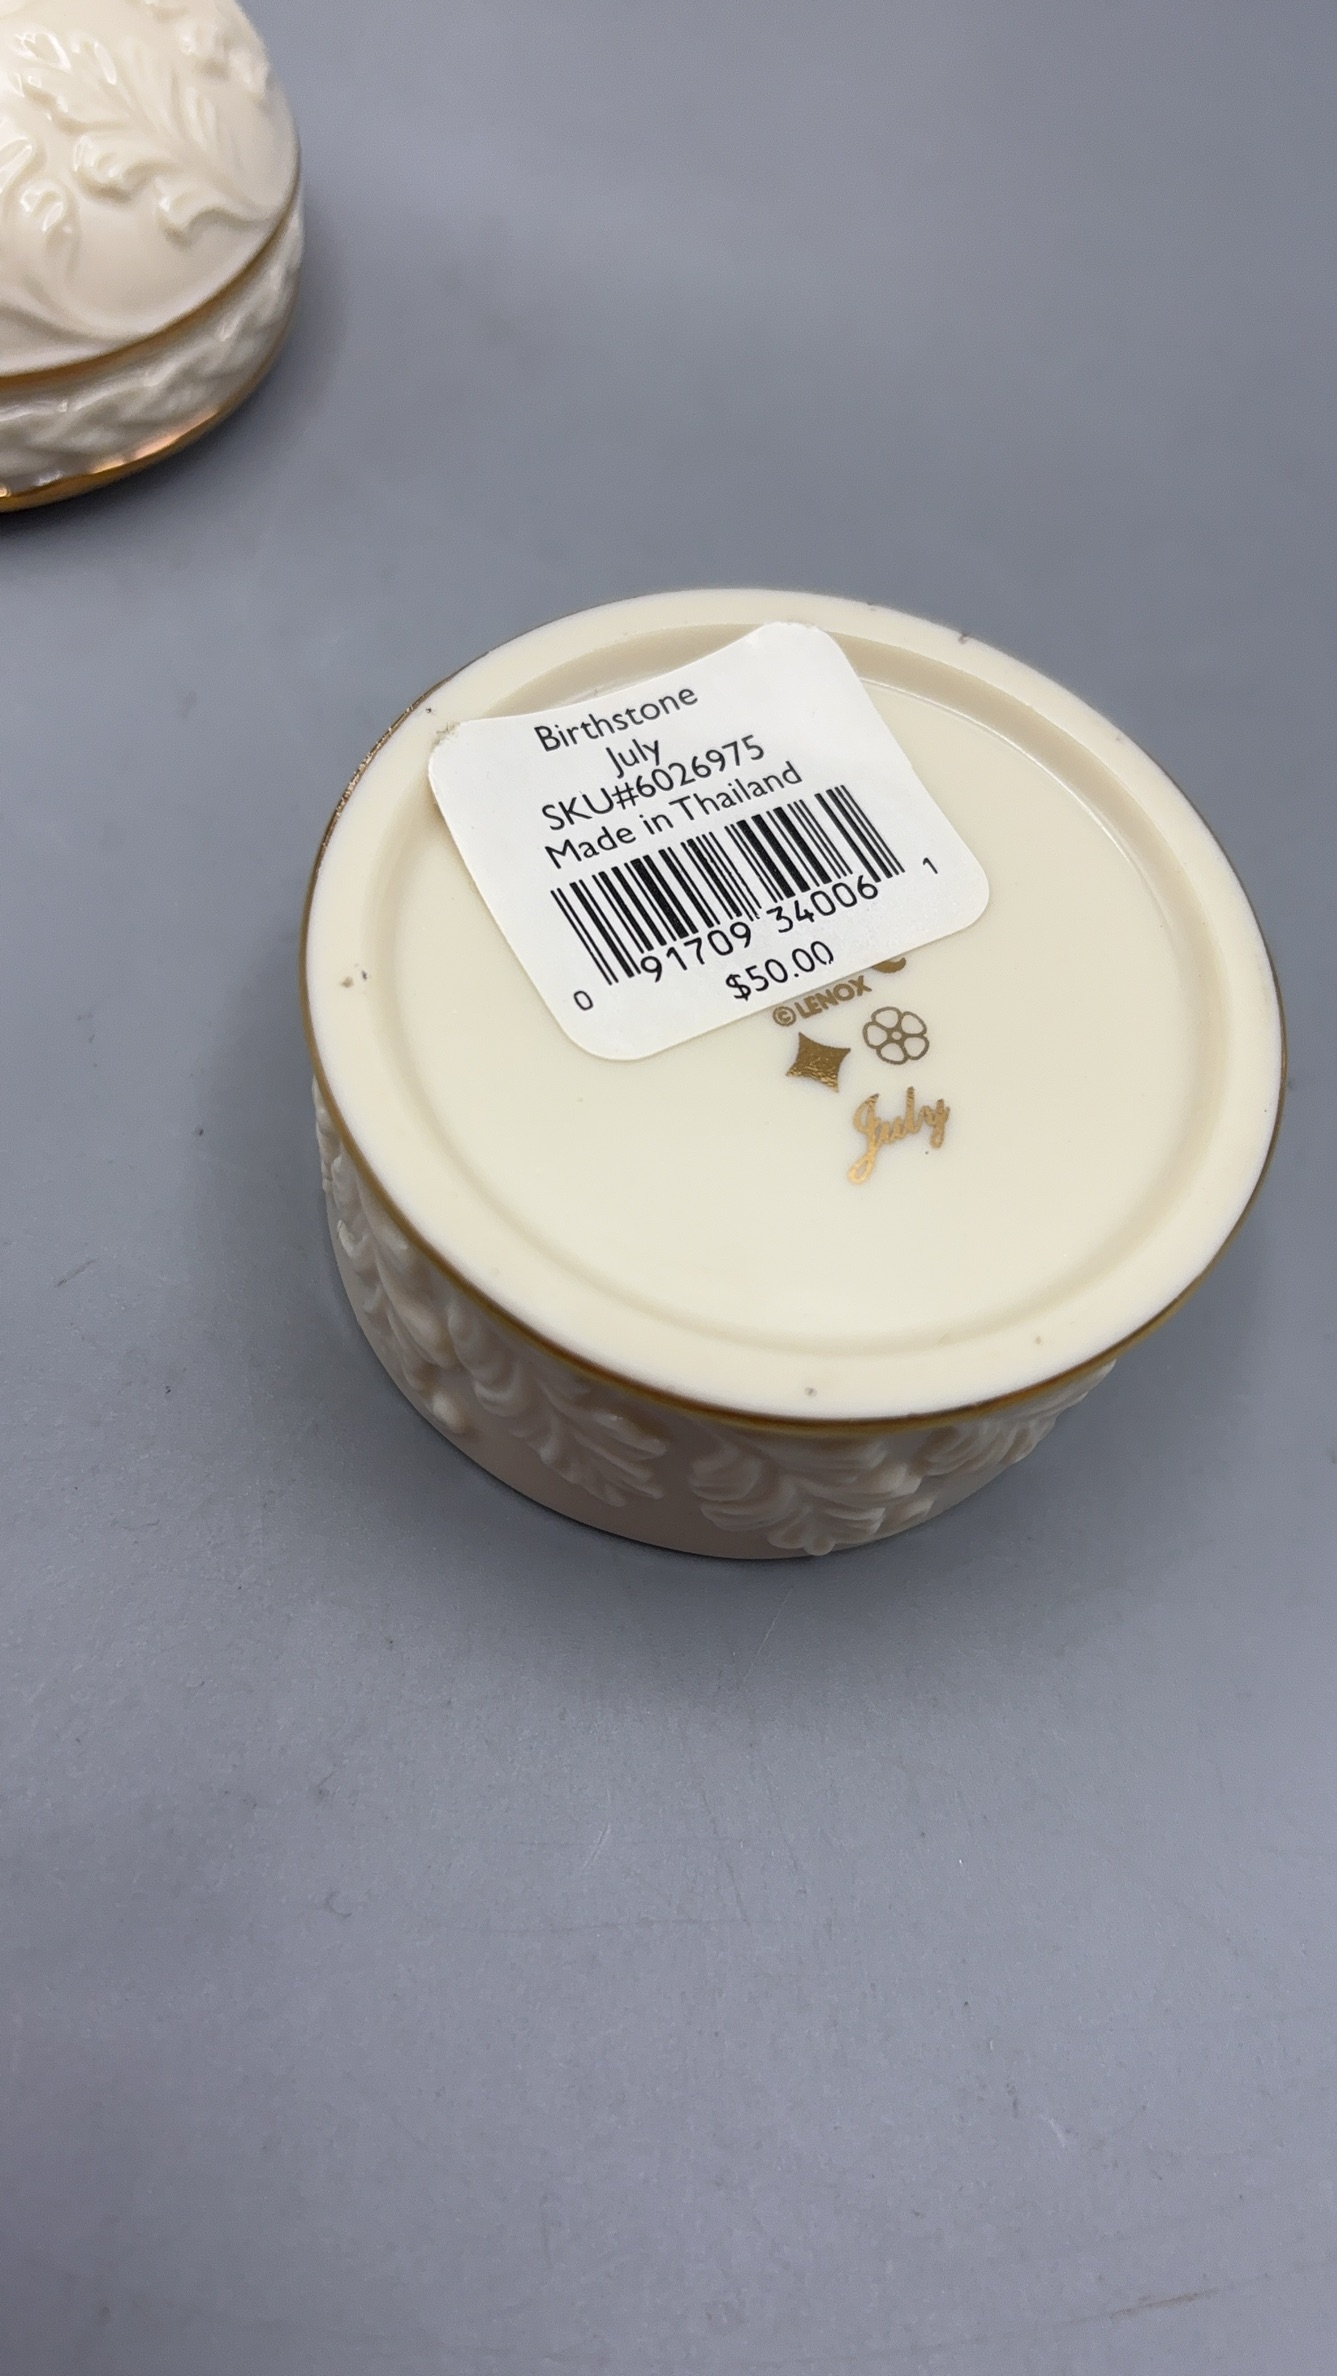 Birthstone
July
SKU#6026975
Made in Thailand
0 91709 34006 1
$50.00
©LENOX
July